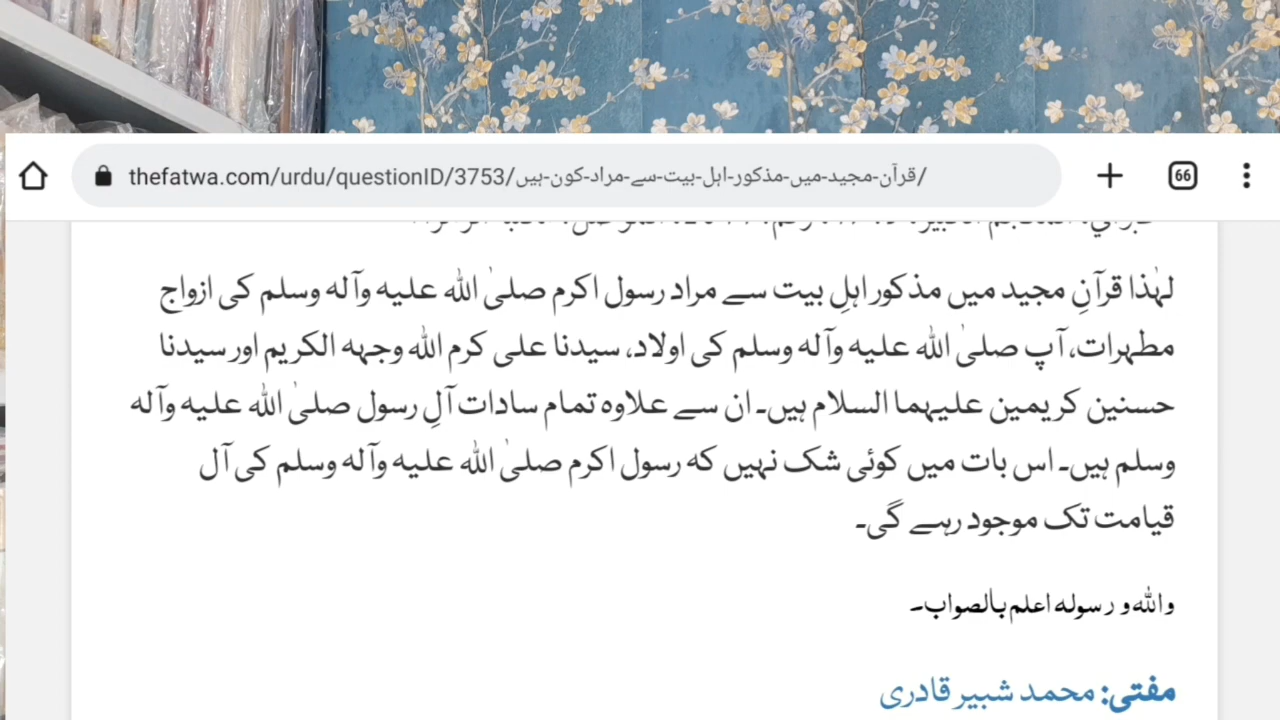 thefatwa.com/urdu/questionID/3753/قرآن-مجید-میں-مذکور-اہل-بیت-سے-مراد-کون-ہیں/
66
لہٰذا قرآنِ مجید میں مذکور اہلِ بیت سے مراد رسول اکرم صلیٰ اللہ علیہ وآلہ وسلم کی ازواج
مطہرات، آپ صلیٰ اللہ علیہ وآلہ وسلم کی اولاد، سیدنا علی کرم اللہ وجہہ الکریم اور سیدنا
حسنین کریمین علیہما السلام ہیں۔ ان سے علاوہ تمام سادات آلِ رسول صلیٰ اللہ علیہ وآلہ
وسلم ہیں۔ اس بات میں کوئی شک نہیں کہ رسول اکرم صلیٰ اللہ علیہ وآلہ وسلم کی آل
قیامت تک موجود رہے گی۔
واللہ و رسولہ اعلم بالصواب۔
مفتی: محمد شبیر قادری